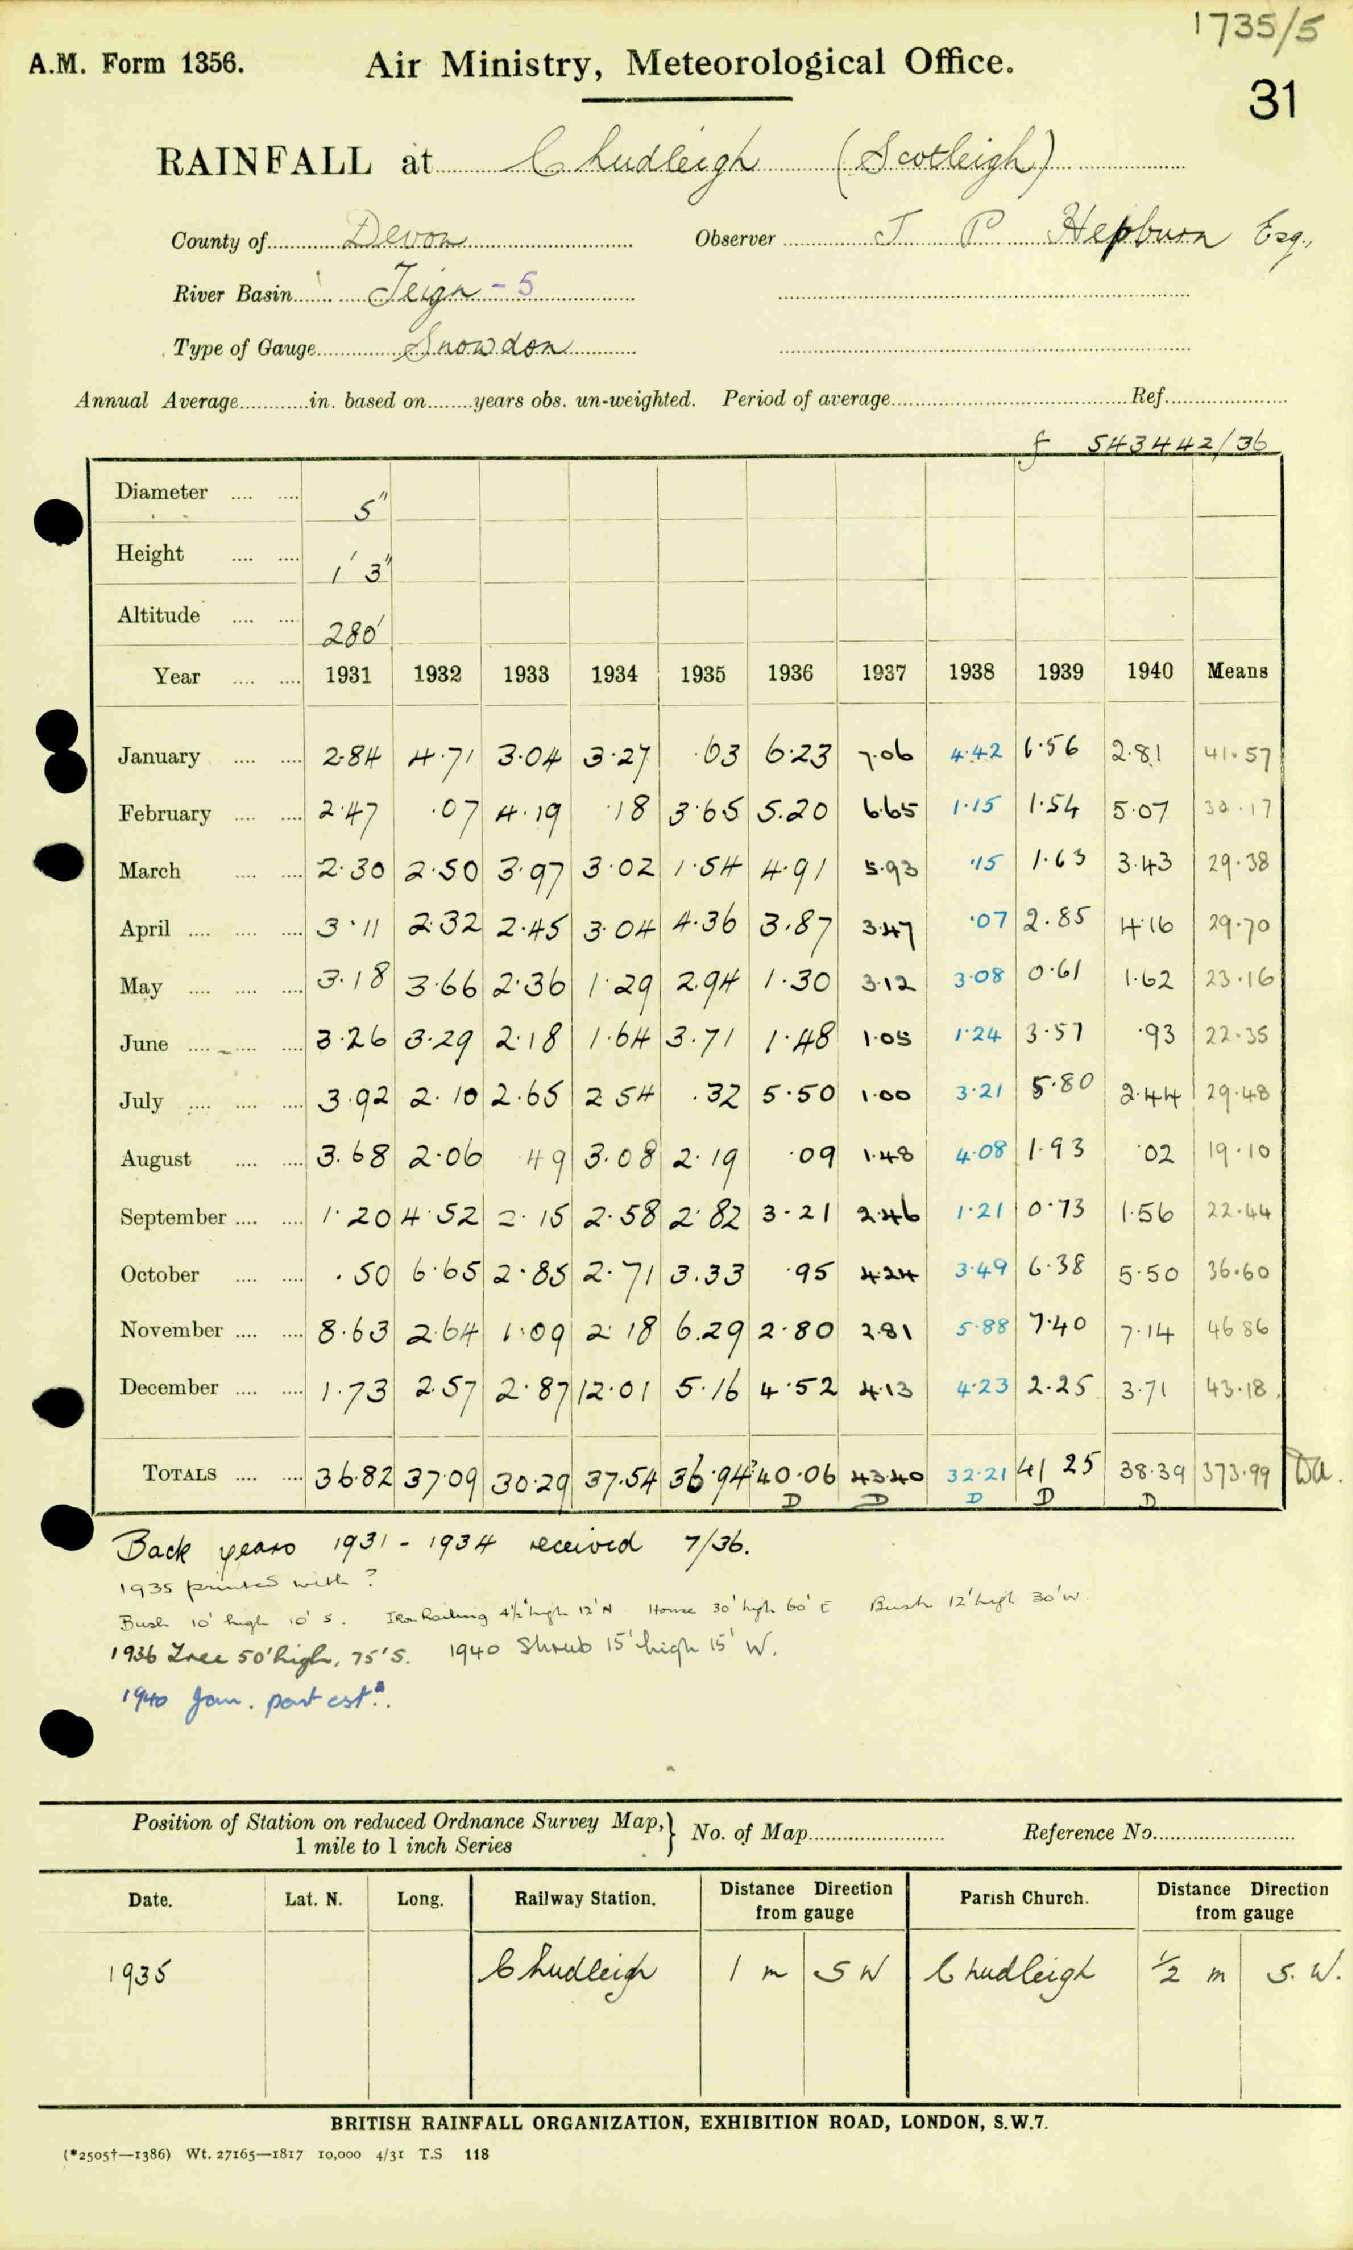 1735/5
A.M. Form 1356. Air Ministry, Meteorological Office.
31
RAINFALL at Chudleigh (Scotleigh)
County of Devon Observer J P Hepburn Esq.,
River Basin Teign - 5
Type of Gauge Snowdon
Annual Average in. based on years obs. un-weighted. Period of average Ref.
f 543442/36
Diameter 5"
Height 1' 3"
Altitude 280'
Year 1931 1932 1933 1934 1935 1936 1937 1938 1939 1940 Means
January 2·84 4·71 3·04 3·27 ·63 6·23 7·06 4·42 6·56 2·81 41·57
February 2·47 ·07 4·19 ·18 3·65 5·20 6·65 1·15 1·54 5·07 30·17
March 2·30 2·50 3·97 3·02 1·54 4·91 5·93 ·15 1·63 3·43 29·38
April 3·11 2·32 2·45 3·04 4·36 3·87 3·47 ·07 2·85 4·16 29·70
May 3·18 3·66 2·36 1·29 2·94 1·30 3·12 3·08 0·61 1·62 23·16
June 3·26 3·29 2·18 1·64 3·71 1·48 1·05 1·24 3·57 ·93 22·35
July 3·92 2·10 2·65 2 54 ·32 5·50 1·00 3·21 5·80 2·44 29·48
August 3·68 2·06 ·49 3·08 2·19 ·09 1·48 4·08 1·93 ·02 19·10
September 1·20 4·52 2·15 2·58 2·82 3·21 2·46 1·21 0·73 1·56 22·44
October ·50 6·65 2·85 2·71 3·33 ·95 4·24 3·49 6·38 5·50 36·60
November 8·63 2·64 1·09 2·18 6·29 2·80 2·81 5·88 7·40 7·14 46 86
December 1·73 2·57 2·87 12·01 5·16 4·52 4·13 4·23 2·25 3·71 43·18
TOTALS 36·82 37·09 30·29 37·54 36·94 40·06 43·40 32·21 41 25 38·39 373·99
D D D D D
Back years 1931 - 1934 received 7/36.
1935 printed with ?
Bush 10' high 10' S. Iron Railing 4½' high 12' N House 30' high 60' E Bush 12' high 30' W.
1936 Tree 50' high, 75' S. 1940 Shrub 15' high 15' W.
1940 Jan. part estd.
Position of Station on reduced Ordnance Survey Map, } No. of Map Reference No.
1 mile to 1 inch Series
Date. Lat. N. Long. Railway Station. Distance Direction from gauge Parish Church. Distance Direction from gauge
1935 Chudleigh 1 m S W Chudleigh ½ m S. W.
BRITISH RAINFALL ORGANIZATION, EXHIBITION ROAD, LONDON, S.W.7.
(*2505†—1386) Wt. 27165—1817 10,000 4/31 T.S 118